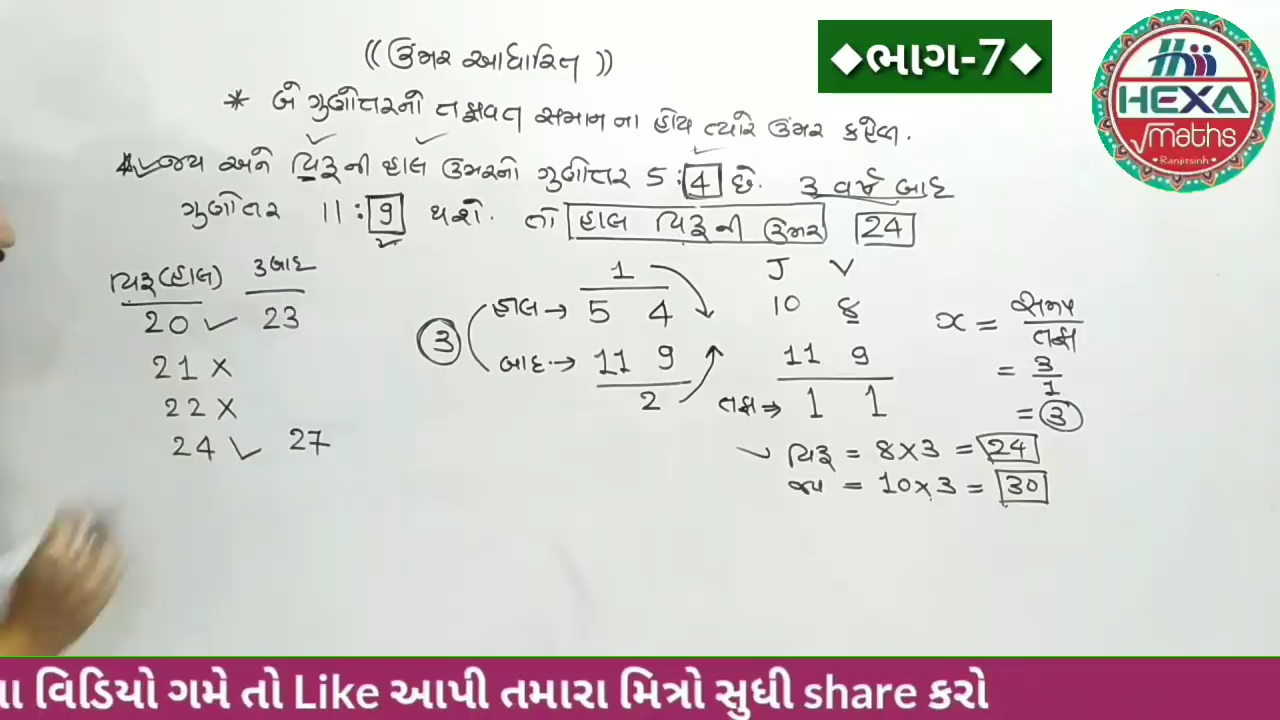 (( ઉંમર આધારિત ))
◆ભાગ-7◆
HEXA
√maths
• Ranjitsinh •
* બે ગુણોત્તરનો તફાવત સમાન ના હોય ત્યારે ઉંમર
જય અને વિરૂની હાલ ઉંમરનો ગુણોત્તર 5:4 છે. ૩ વર્ષ બાદ
ગુણોત્તર 11:9 થશે. તો હાલ વિરૂની ઉંમર 24
વિરૂ(હાલ) ૩બાદ
20 ✓ 23
21 ×
22 ×
24 ✓ 27
1
હાલ→ 5 4
③
બાદ→ 11 9
2
J V
10 8
11 9
તફા→ 1 1
x = સમય/તફા
= 3/1
= ③
વિરૂ = 8×3 = 24
જય = 10×3 = 30
ા વિડિયો ગમે તો Like આપી તમારા મિત્રો સુધી share કરો